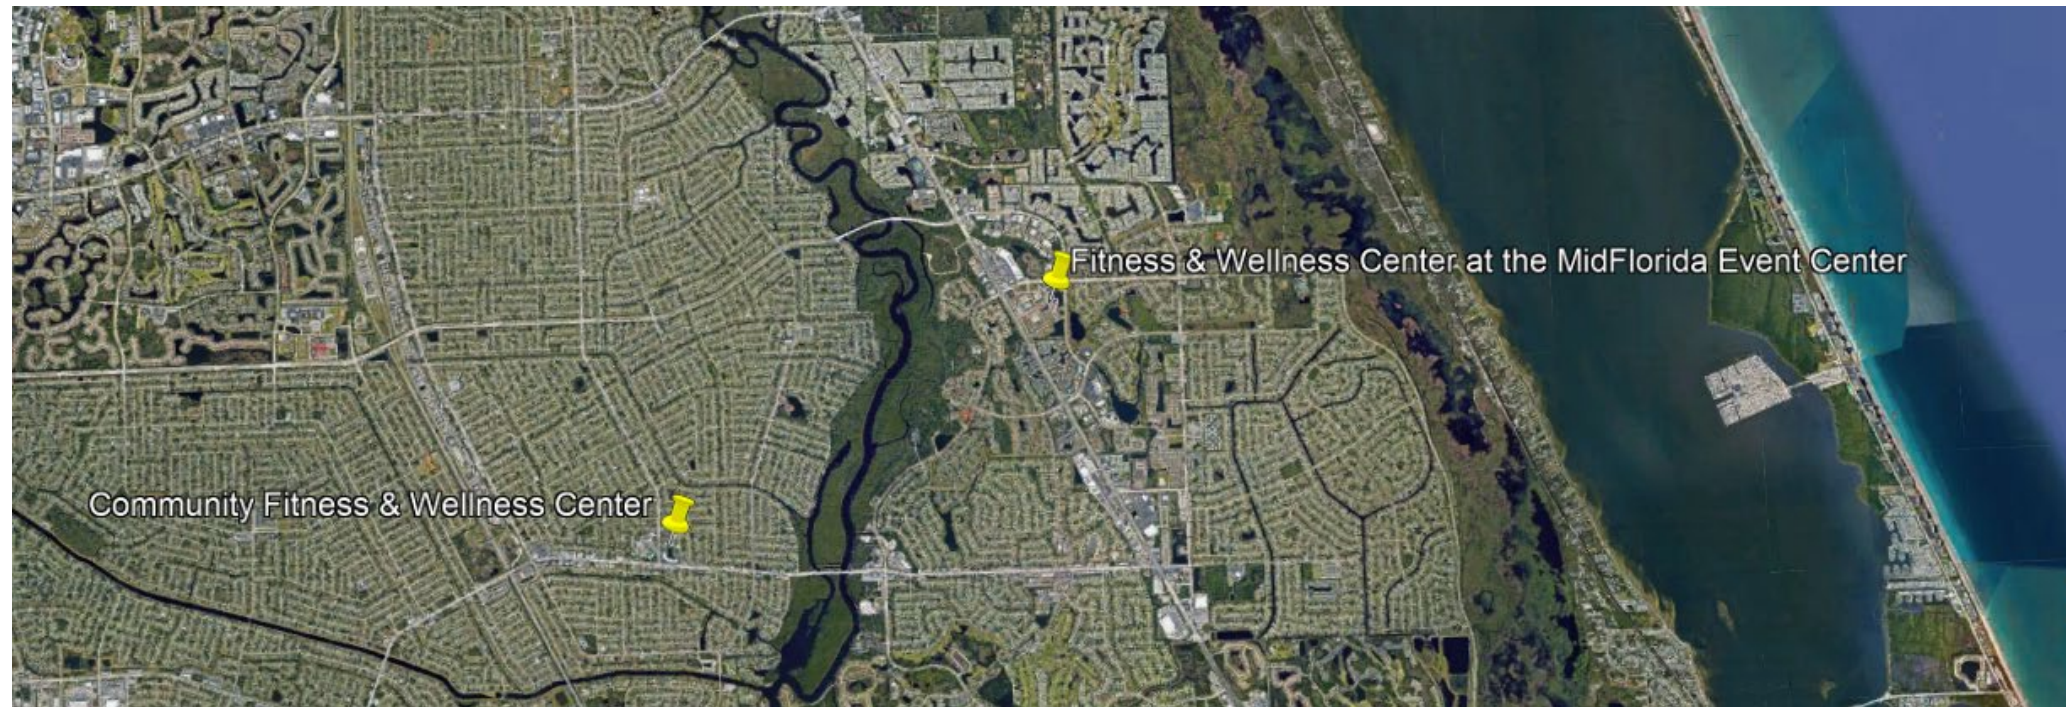 Fitness & Wellness Center at the MidFlorida Event Center
Community Fitness & Wellness Center